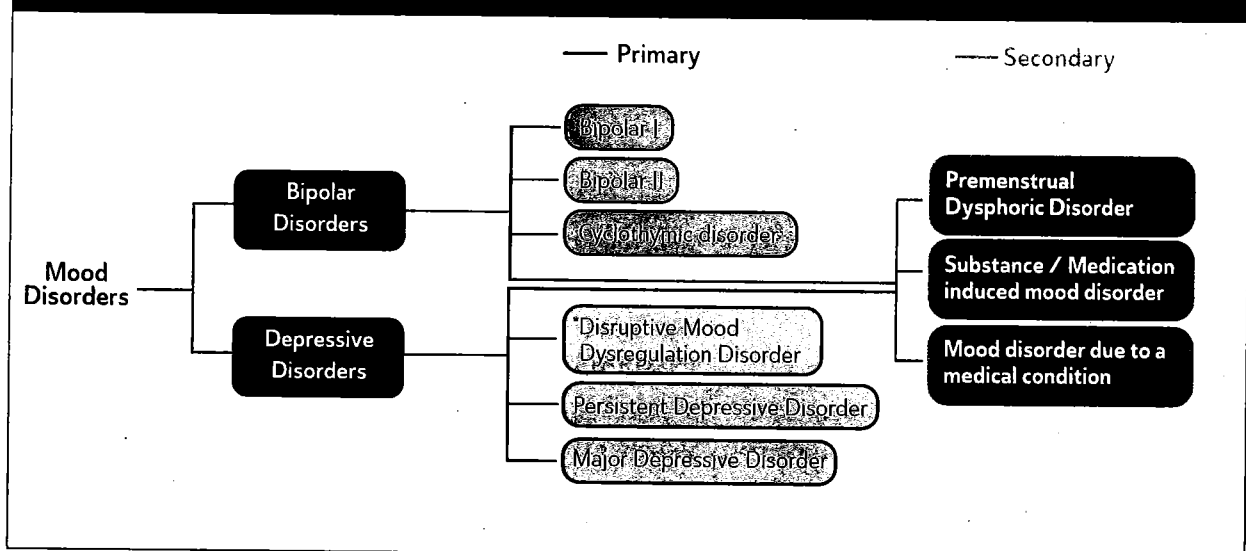 Primary
Secondary
Mood
Disorders
Bipolar
Disorders
Bipolar I
Bipolar II
Cyclothymic disorder
Depressive
Disorders
*Disruptive Mood
Dysregulation Disorder
Persistent Depressive Disorder
Major Depressive Disorder
Premenstrual
Dysphoric Disorder
Substance / Medication
induced mood disorder
Mood disorder due to a
medical condition